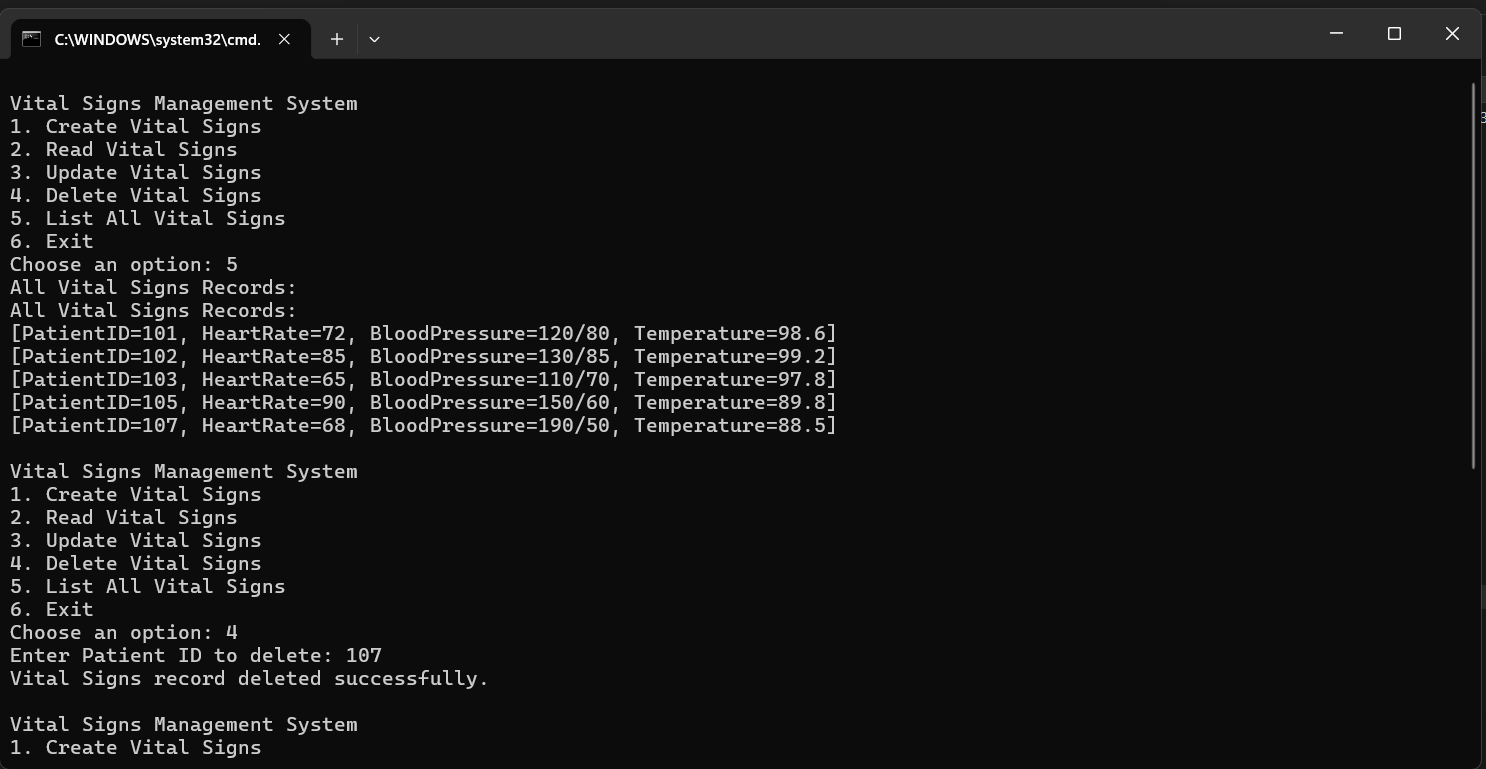 C:\WINDOWS\system32\cmd.
Vital Signs Management System
1. Create Vital Signs
2. Read Vital Signs
3. Update Vital Signs
4. Delete Vital Signs
5. List All Vital Signs
6. Exit
Choose an option: 5
All Vital Signs Records:
All Vital Signs Records:
[PatientID=101, HeartRate=72, BloodPressure=120/80, Temperature=98.6]
[PatientID=102, HeartRate=85, BloodPressure=130/85, Temperature=99.2]
[PatientID=103, HeartRate=65, BloodPressure=110/70, Temperature=97.8]
[PatientID=105, HeartRate=90, BloodPressure=150/60, Temperature=89.8]
[PatientID=107, HeartRate=68, BloodPressure=190/50, Temperature=88.5]
Vital Signs Management System
1. Create Vital Signs
2. Read Vital Signs
3. Update Vital Signs
4. Delete Vital Signs
5. List All Vital Signs
6. Exit
Choose an option: 4
Enter Patient ID to delete: 107
Vital Signs record deleted successfully.
Vital Signs Management System
1. Create Vital Signs